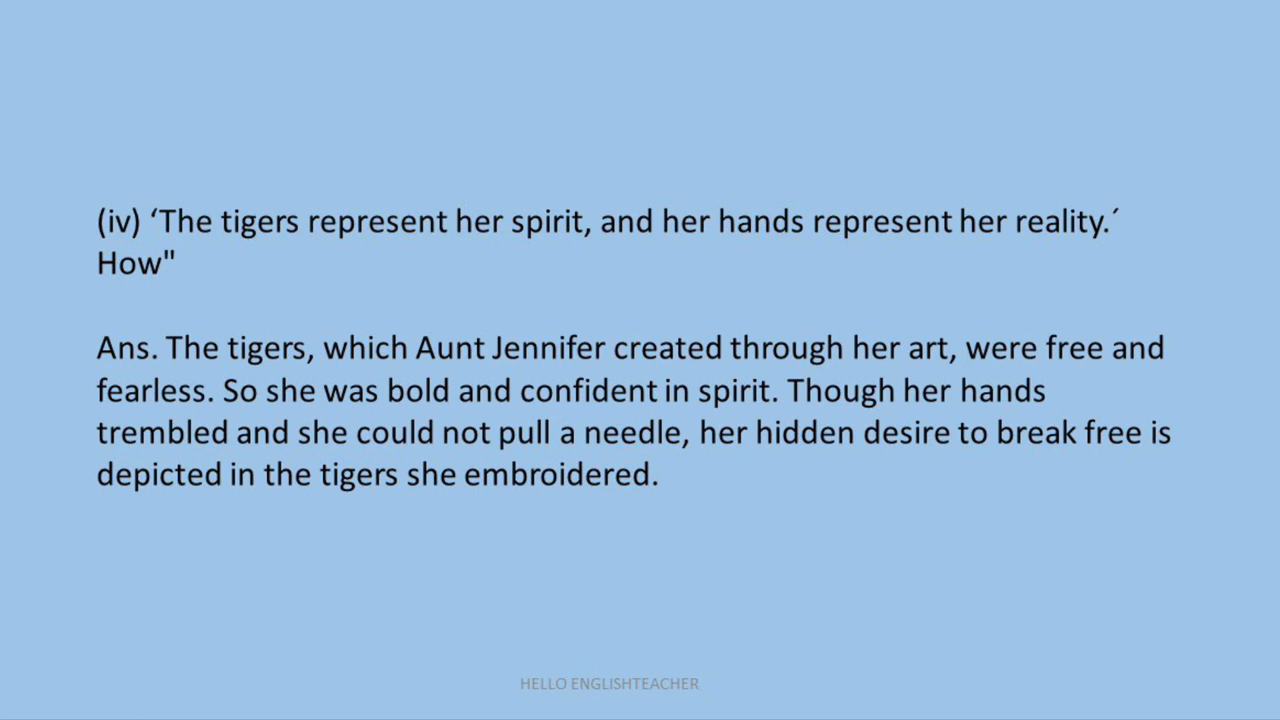 (iv) ‘The tigers represent her spirit, and her hands represent her reality.´
How"
Ans. The tigers, which Aunt Jennifer created through her art, were free and
fearless. So she was bold and confident in spirit. Though her hands
trembled and she could not pull a needle, her hidden desire to break free is
depicted in the tigers she embroidered.
HELLO ENGLISHTEACHER